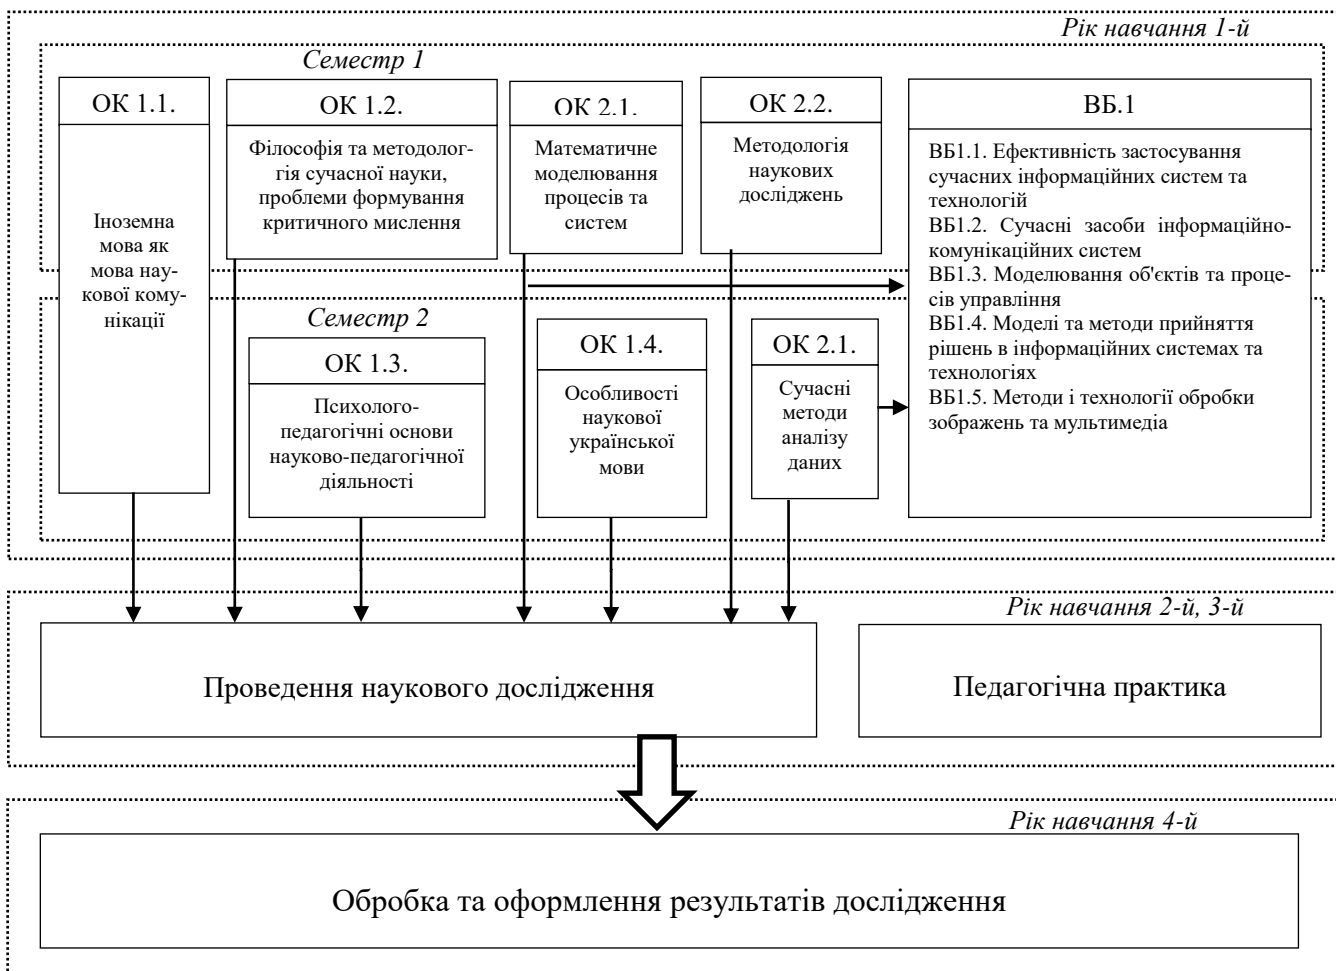 Рік навчання 1-й
Семестр 1
ОК 1.1.
Іноземна
мова як
мова нау-
кової кому-
нікації
ОК 1.2.
Філософія та методолог-
гія сучасної науки,
проблеми формування
критичного мислення
ОК 2.1.
Математичне
моделювання
процесів та
систем
ОК 2.2.
Методологія
наукових
досліджень
ВБ.1
ВБ1.1. Ефективність застосування
сучасних інформаційних систем та
технологій
ВБ1.2. Сучасні засоби інформаційно-
комунікаційних систем
ВБ1.3. Моделювання об'єктів та проце-
сів управління
ВБ1.4. Моделі та методи прийняття
рішень в інформаційних системах та
технологіях
ВБ1.5. Методи і технології обробки
зображень та мультимедіа
Семестр 2
ОК 1.3.
Психолого-
педагогічні основи
науково-педагогічної
діяльності
ОК 1.4.
Особливості
наукової
української
мови
ОК 2.1.
Сучасні
методи
аналізу
даних
Рік навчання 2-й, 3-й
Проведення наукового дослідження
Педагогічна практика
Рік навчання 4-й
Обробка та оформлення результатів дослідження